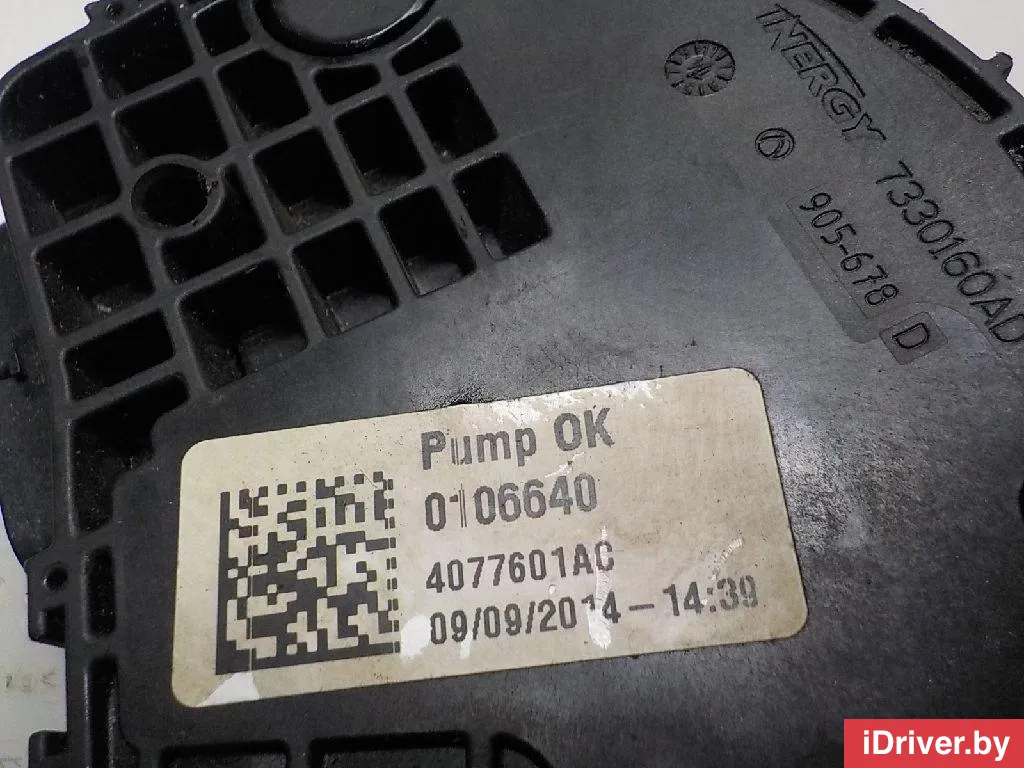 INERGY
7330160AD
905-678 D
Pump OK
0106640
4077601AC
09/09/2014-14:39
iDriver.by